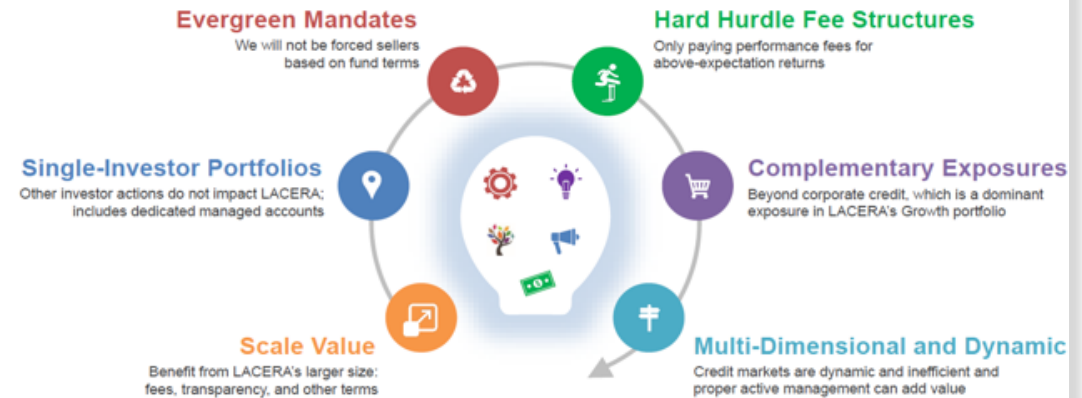 Evergreen Mandates
We will not be forced sellers
based on fund terms
Hard Hurdle Fee Structures
Only paying performance fees for
above-expectation returns
Single-Investor Portfolios
Other investor actions do not impact LACERA;
includes dedicated managed accounts
Complementary Exposures
Beyond corporate credit, which is a dominant
exposure in LACERA's Growth portfolio
Scale Value
Benefit from LACERA's larger size:
fees, transparency, and other terms
Multi-Dimensional and Dynamic
Credit markets are dynamic and inefficient and
proper active management can add value